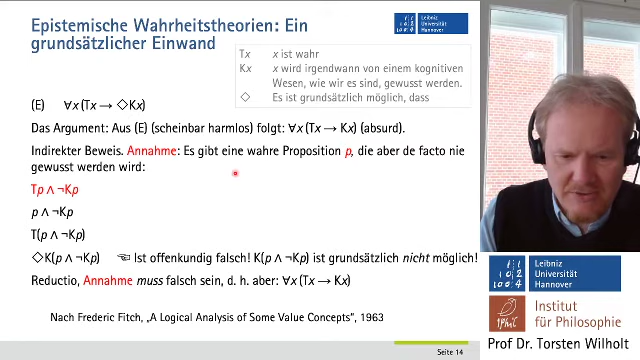 Epistemische Wahrheitstheorien: Ein
grundsätzlicher Einwand
Tx x ist wahr
Kx x wird irgendwann von einem kognitiven
Wesen, wie wir es sind, gewusst werden.
◇ Es ist grundsätzlich möglich, dass
(E) ∀x (Tx → ◇Kx)
Das Argument: Aus (E) (scheinbar harmlos) folgt: ∀x (Tx → Kx) (absurd).
Indirekter Beweis. Annahme: Es gibt eine wahre Proposition p, die aber de facto nie
gewusst werden wird:
Tp ∧ ¬Kp
p ∧ ¬Kp
T(p ∧ ¬Kp)
◇K(p ∧ ¬Kp) ☜ Ist offenkundig falsch! K(p ∧ ¬Kp) ist grundsätzlich nicht möglich!
Reductio, Annahme muss falsch sein, d. h. aber: ∀x (Tx → Kx)
Nach Frederic Fitch, „A Logical Analysis of Some Value Concepts", 1963
Seite 14
Leibniz
Universität
Hannover
Leibniz
Universität
Hannover
Institut
für Philosophie
Prof Dr. Torsten Wilholt